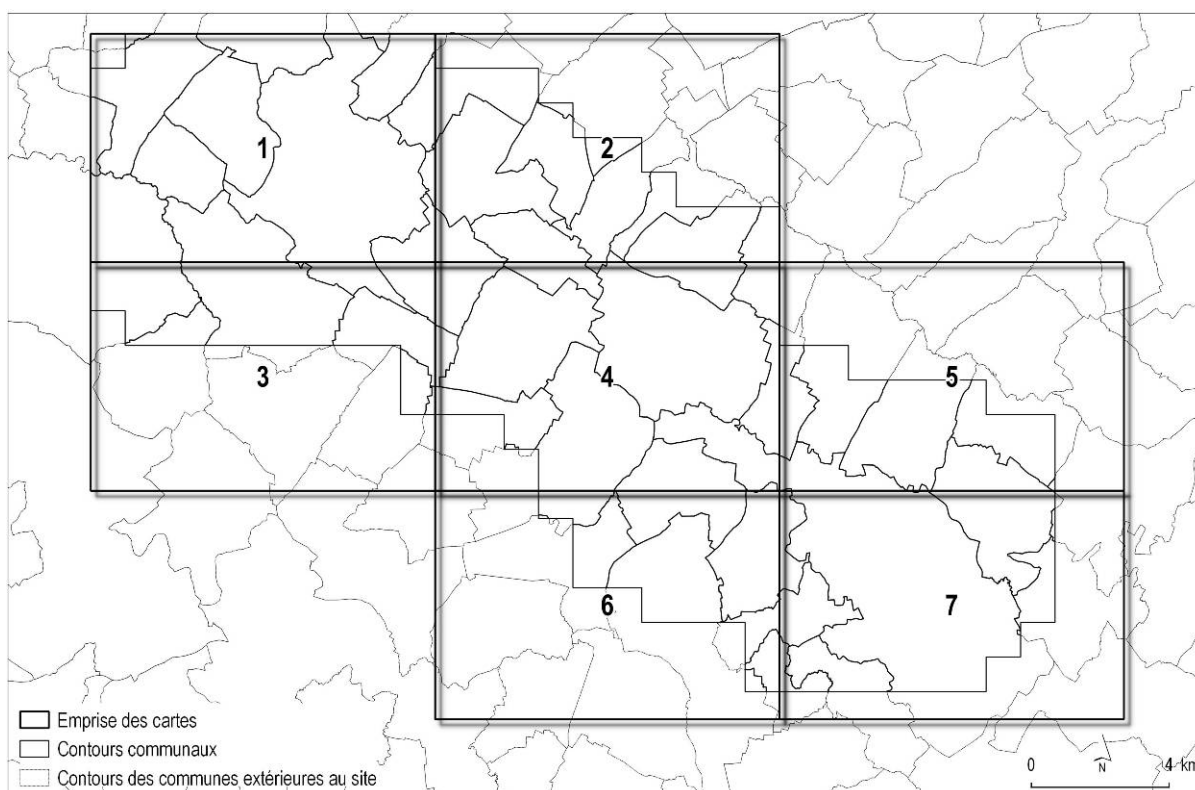 1
2
3
4
5
6
7
Emprise des cartes
Contours communaux
Contours des communes extérieures au site
0 4 km
N